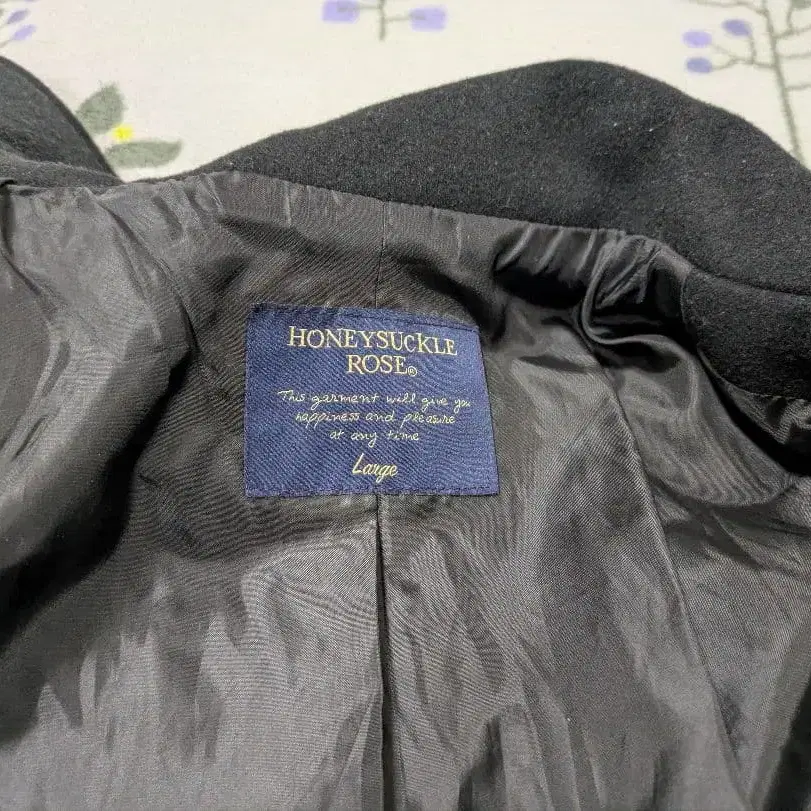 HONEYSUCKLE
ROSE®
This garment will give you
happiness and pleasure
at any time
Large